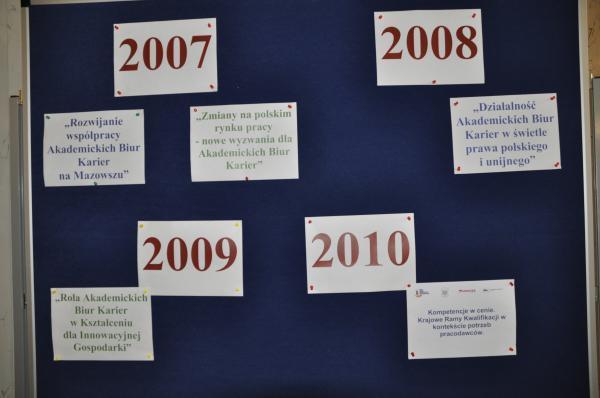 2007
2008
„Rozwijanie
współpracy
Akademickich Biur
Karier
na Mazowszu”
„Zmiany na polskim
rynku pracy
- nowe wyzwania dla
Akademickich Biur
Karier”
„Działalność
Akademickich Biur
Karier w świetle
prawa polskiego
i unijnego”
2009
2010
„Rola Akademickich
Biur Karier
w Kształceniu
dla Innowacyjnej
Gospodarki”
Kompetencje w cenie.
Krajowe Ramy Kwalifikacji w
kontekście potrzeb
pracodawców.